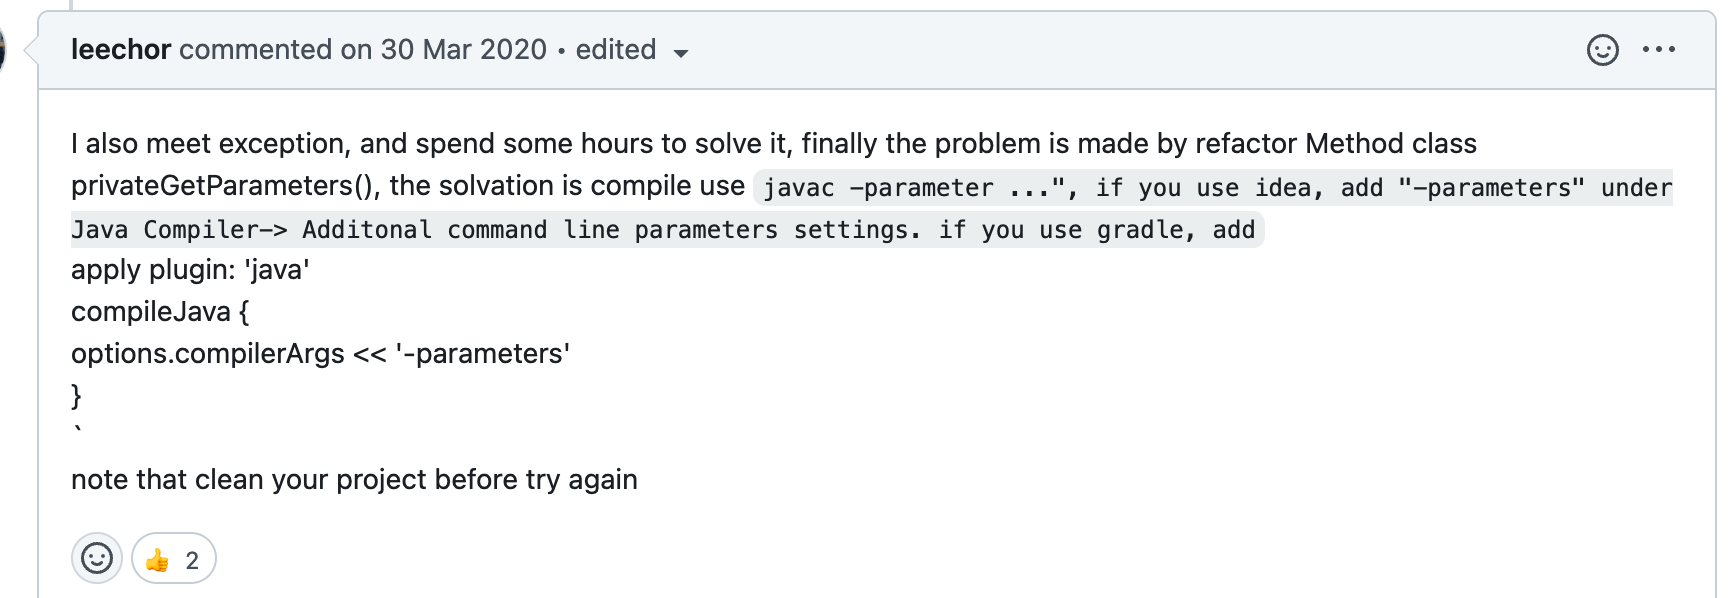 leechor commented on 30 Mar 2020 • edited
I also meet exception, and spend some hours to solve it, finally the problem is made by refactor Method class
privateGetParameters(), the solvation is compile use javac -parameter ...", if you use idea, add "-parameters" under
Java Compiler-> Additonal command line parameters settings. if you use gradle, add
apply plugin: 'java'
compileJava {
options.compilerArgs << '-parameters'
}
`
note that clean your project before try again
👍 2